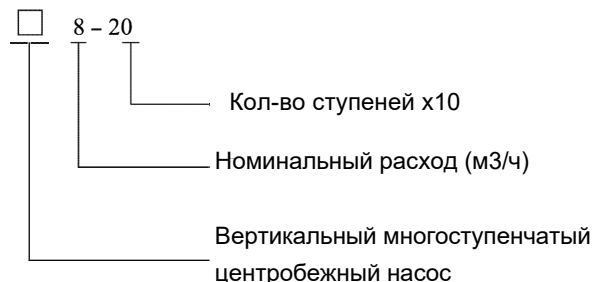 8 – 20
Кол-во ступеней х10
Номинальный расход (м3/ч)
Вертикальный многоступенчатый
центробежный насос